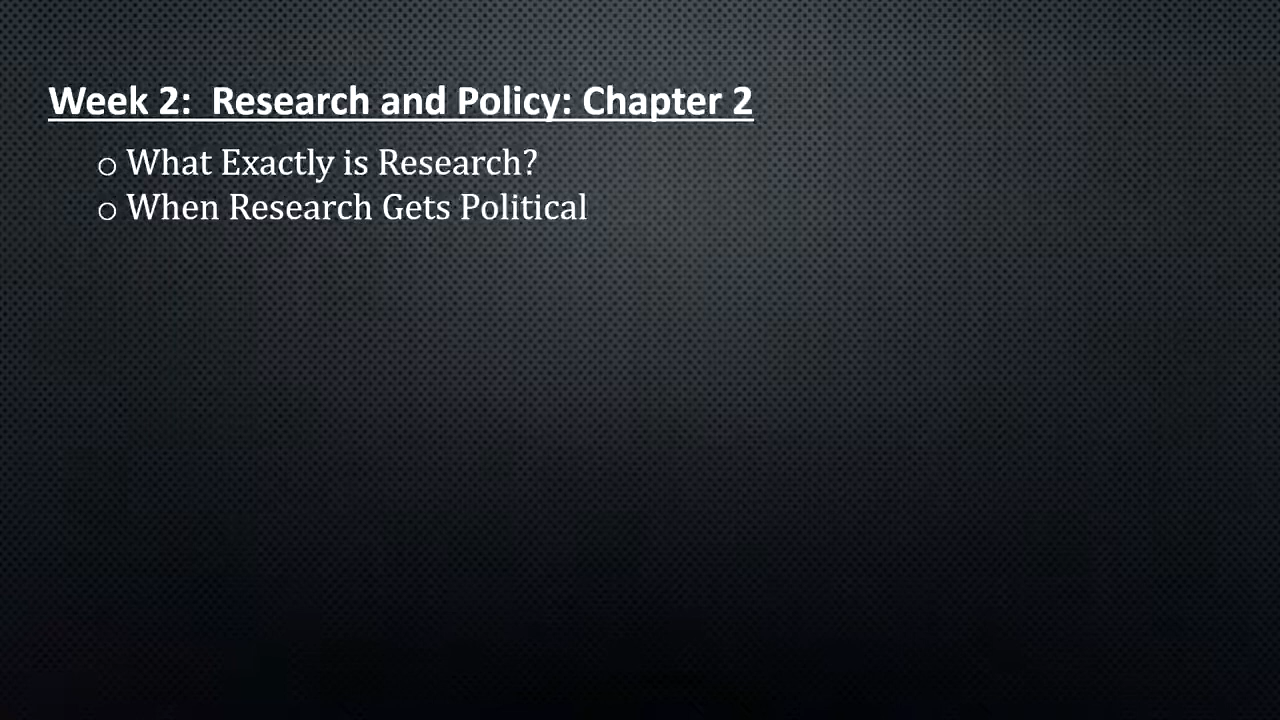 Week 2:  Research and Policy: Chapter 2
o What Exactly is Research?
o When Research Gets Political